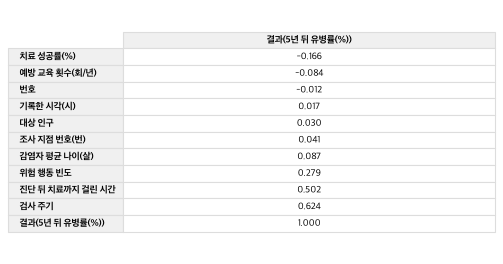 결과(5년 뒤 유병률(%))
치료 성공률(%) -0.166
예방 교육 횟수(회/년) -0.084
번호 -0.012
기록한 시각(시) 0.017
대상 인구 0.030
조사 지점 번호(번) 0.041
감염자 평균 나이(살) 0.087
위험 행동 빈도 0.279
진단 뒤 치료까지 걸린 시간 0.502
검사 주기 0.624
결과(5년 뒤 유병률(%)) 1.000